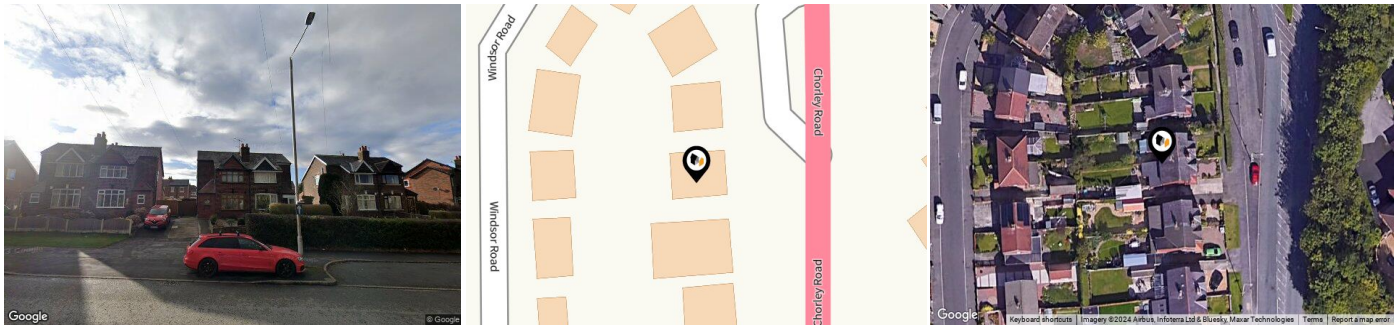 Google
© Google
Windsor Road
Windsor Road
Chorley Road
Chorley Road
Google
Keyboard shortcuts
Imagery ©2024 Airbus, Infoterra Ltd & Bluesky, Maxar Technologies
Terms
Report a map error